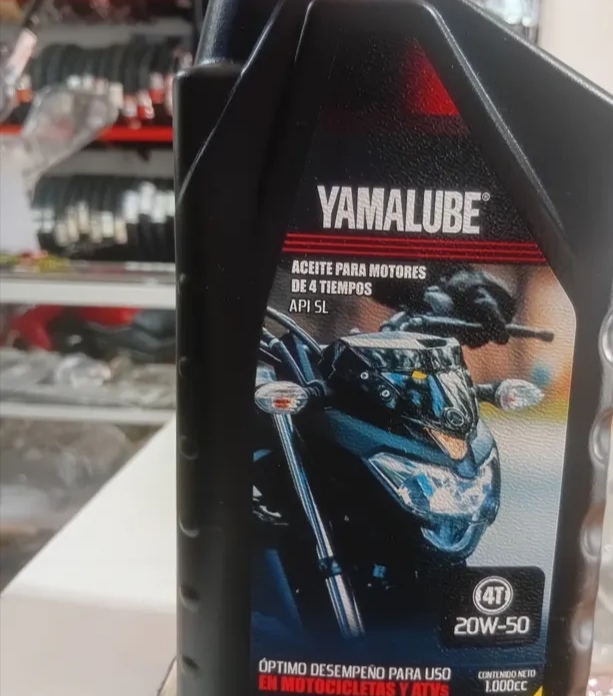 YAMALUBE®
ACEITE PARA MOTORES
DE 4 TIEMPOS
API SL
4T
20W-50
ÓPTIMO DESEMPEÑO PARA USO
EN MOTOCICLETAS Y ATVs
CONTENIDO NETO
1.000cc